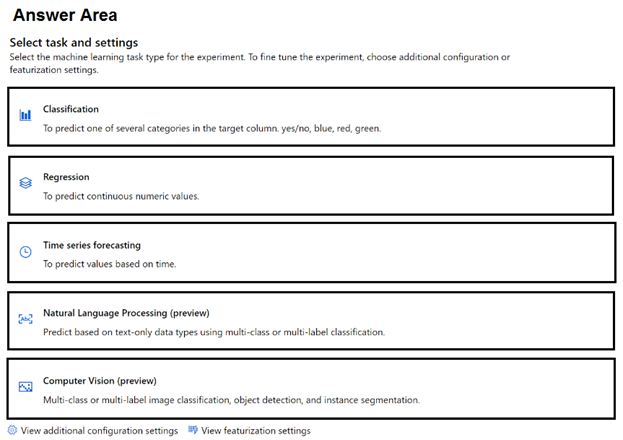 Answer Area
Select task and settings
Select the machine learning task type for the experiment. To fine tune the experiment, choose additional configuration or
featurization settings.
Classification
To predict one of several categories in the target column. yes/no, blue, red, green.
Regression
To predict continuous numeric values.
Time series forecasting
To predict values based on time.
Natural Language Processing (preview)
Abc
Predict based on text-only data types using multi-class or multi-label classification.
Computer Vision (preview)
Multi-class or multi-label image classification, object detection, and instance segmentation.
View additional configuration settings View featurization settings